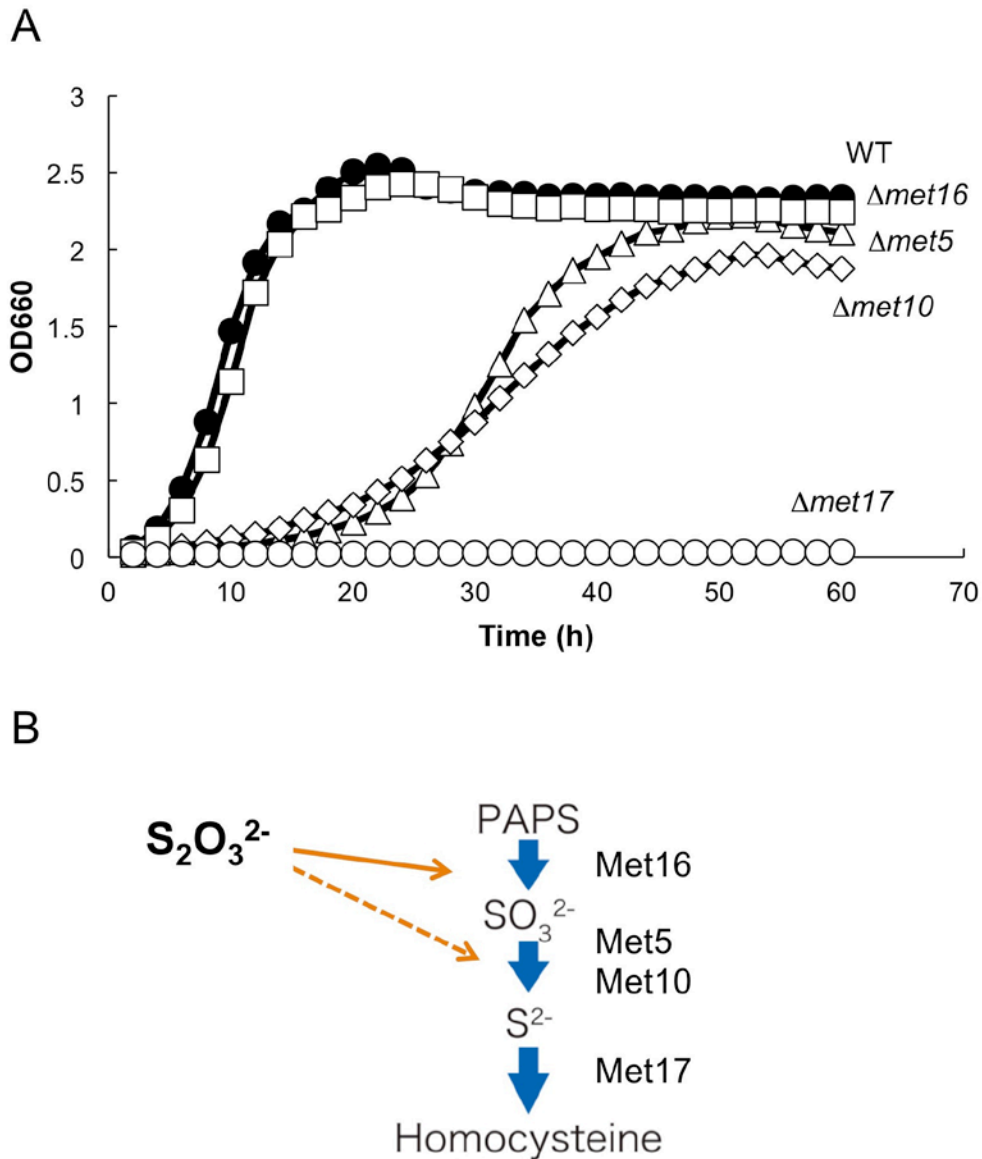 A
3
2.5
2
1.5
1
0.5
0
OD660
0 10 20 30 40 50 60 70
Time (h)
WT
Δmet16
Δmet5
Δmet10
Δmet17
B
S₂O₃²⁻
PAPS
Met16
SO₃²⁻
Met5
Met10
S²⁻
Met17
Homocysteine